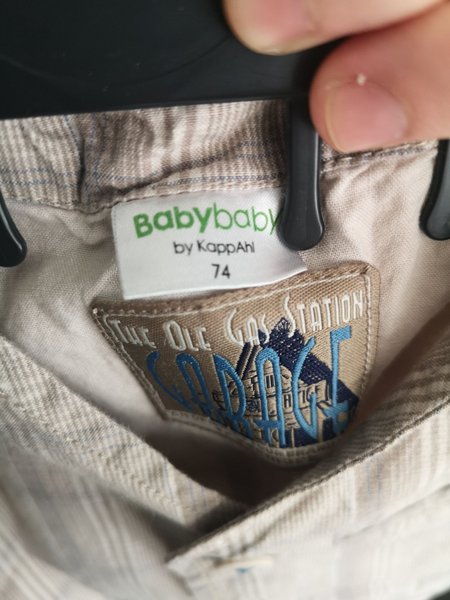 Babybaby
by KappAhl
74
THE OLE GAS STATION
GARAGE